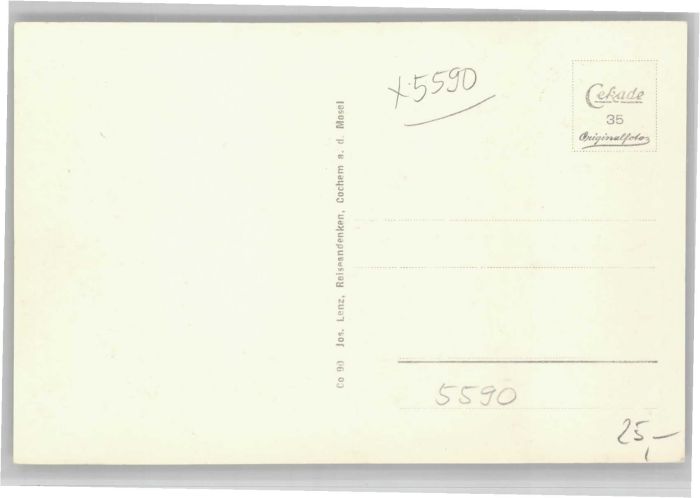 x 5590
Cekade
35
Originalfoto
Co 90 Jos. Lenz, Reiseandenken, Cochem a. d. Mosel
5590
25,-